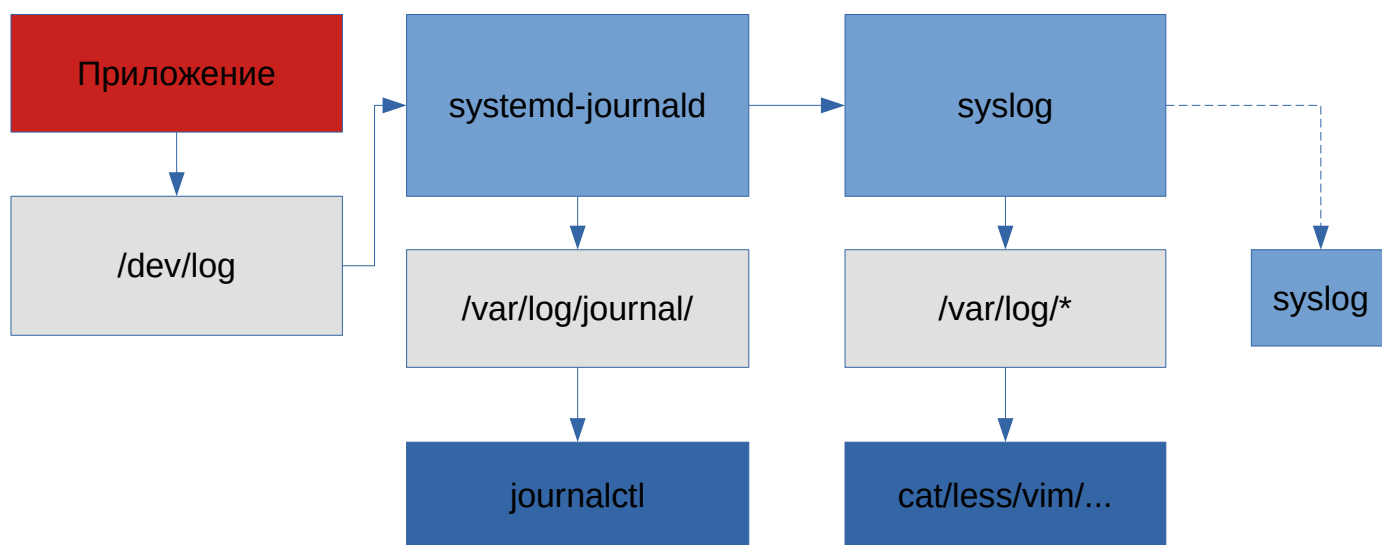 Приложение
systemd-journald
syslog
/dev/log
/var/log/journal/
/var/log/*
syslog
journalctl
cat/less/vim/...